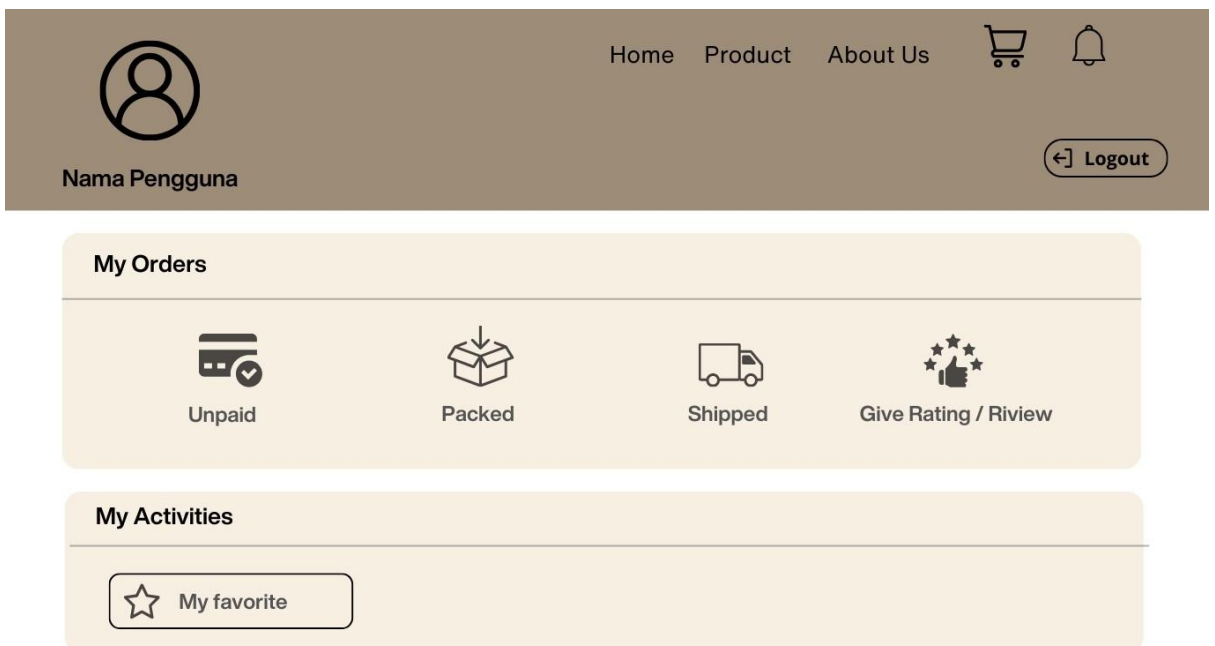 Home Product About Us
Logout
Nama Pengguna
My Orders
Unpaid Packed Shipped Give Rating / Riview
My Activities
My favorite